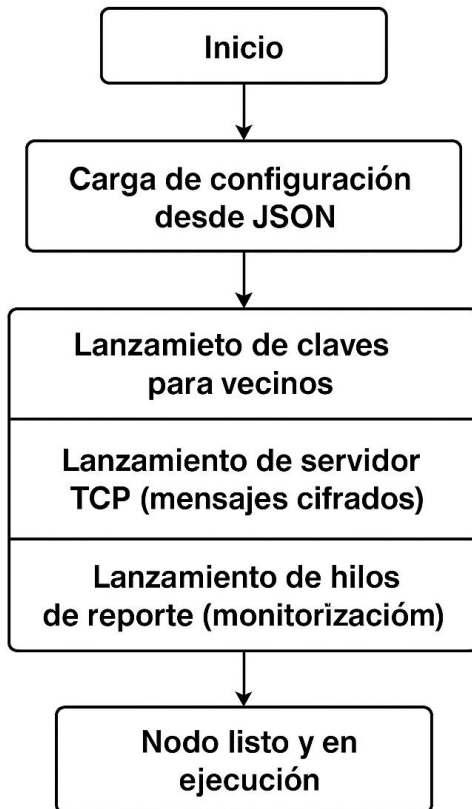 Inicio
Carga de configuración
desde JSON
Lanzamieto de claves
para vecinos
Lanzamiento de servidor
TCP (mensajes cifrados)
Lanzamiento de hilos
de reporte (monitorizacióm)
Nodo listo y en
ejecución